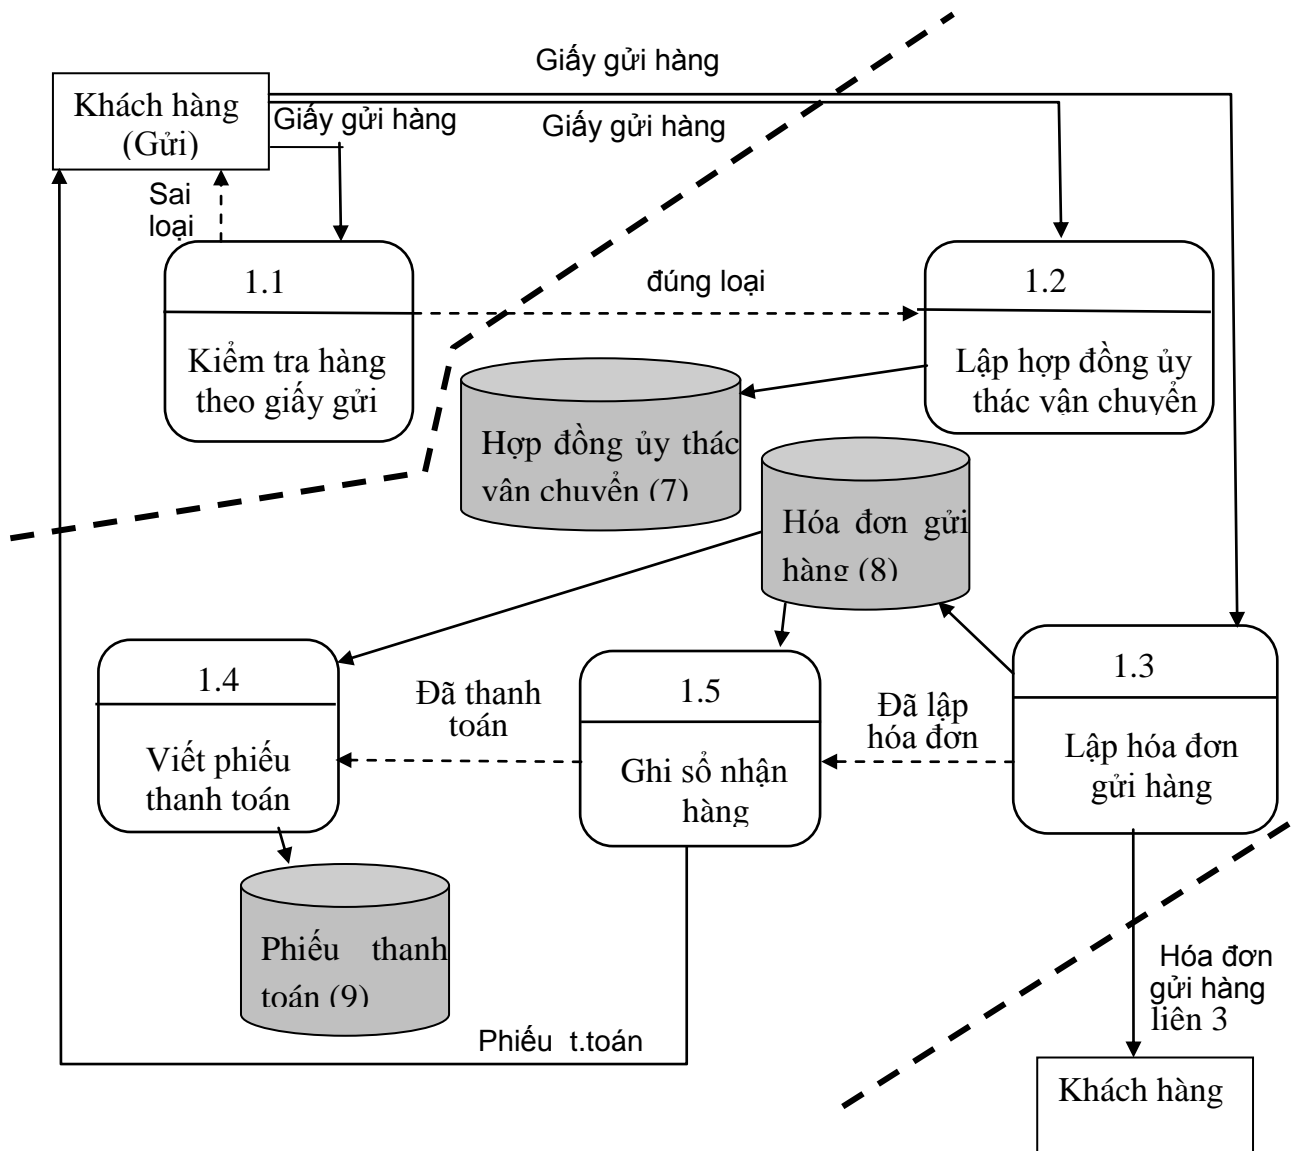 Giấy gửi hàng
Khách hàng
(Gửi)
Giấy gửi hàng
Giấy gửi hàng
Sai
loại
1.1
Kiểm tra hàng
theo giấy gửi
đúng loại
1.2
Lập hợp đồng ủy
thác vận chuyển
Hợp đồng ủy thác
vận chuyển (7)
Hóa đơn gửi
hàng (8)
1.4
Viết phiếu
thanh toán
Đã thanh
toán
1.5
Ghi sổ nhận
hàng
Đã lập
hóa đơn
1.3
Lập hóa đơn
gửi hàng
Phiếu thanh
toán (9)
Phiếu t.toán
Hóa đơn
gửi hàng
liên 3
Khách hàng